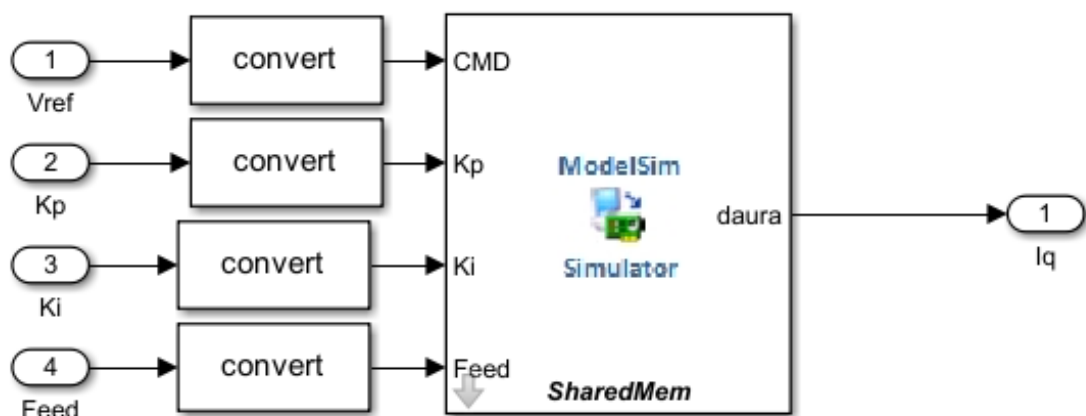 1
convert
CMD
Vref
2
convert
Kp
Kp
ModelSim
daura
1
Iq
3
convert
Ki
Simulator
Ki
4
convert
Feed
SharedMem
Feed